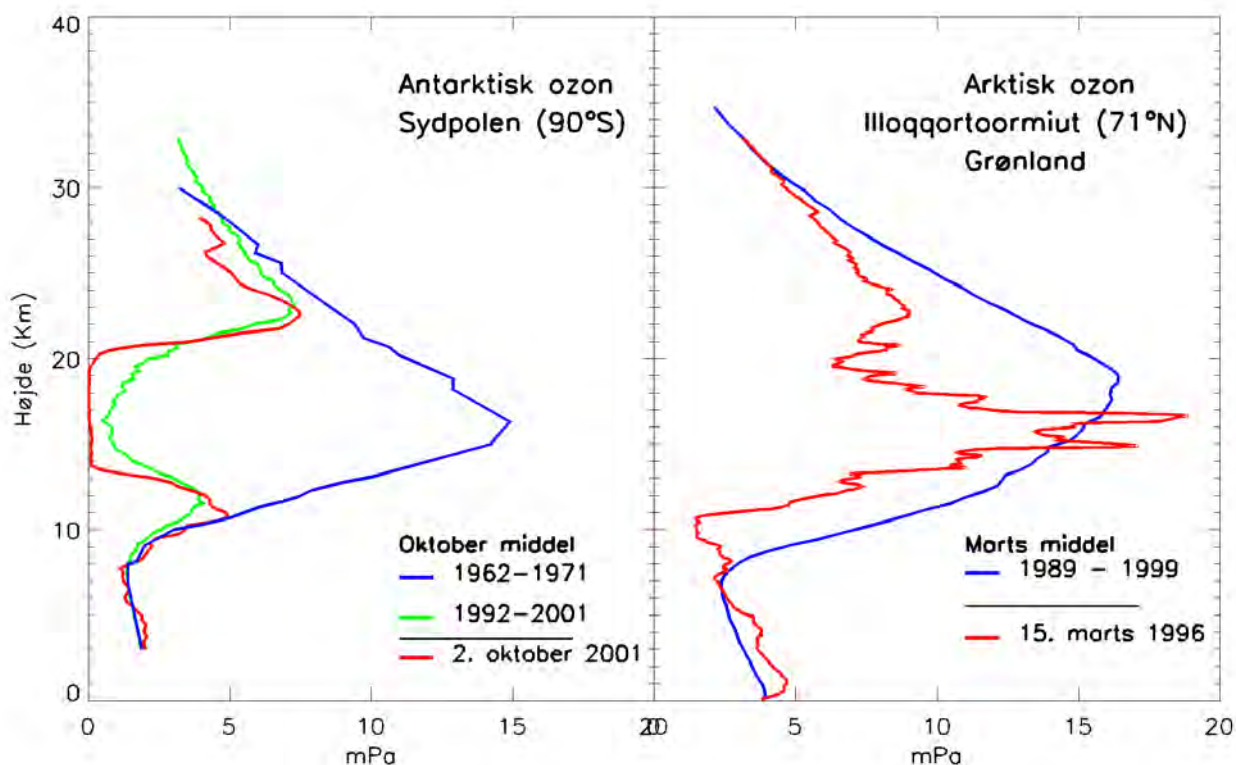 40
30
20
10
0
Højde (Km)
Antarktisk ozon
Sydpolen (90°S)
Oktober middel
1962–1971
1992–2001
2. oktober 2001
0
5
10
15
20
mPa
Arktisk ozon
Illoqqortoormiut (71°N)
Grønland
Marts middel
1989 – 1999
15. marts 1996
0
5
10
15
20
mPa